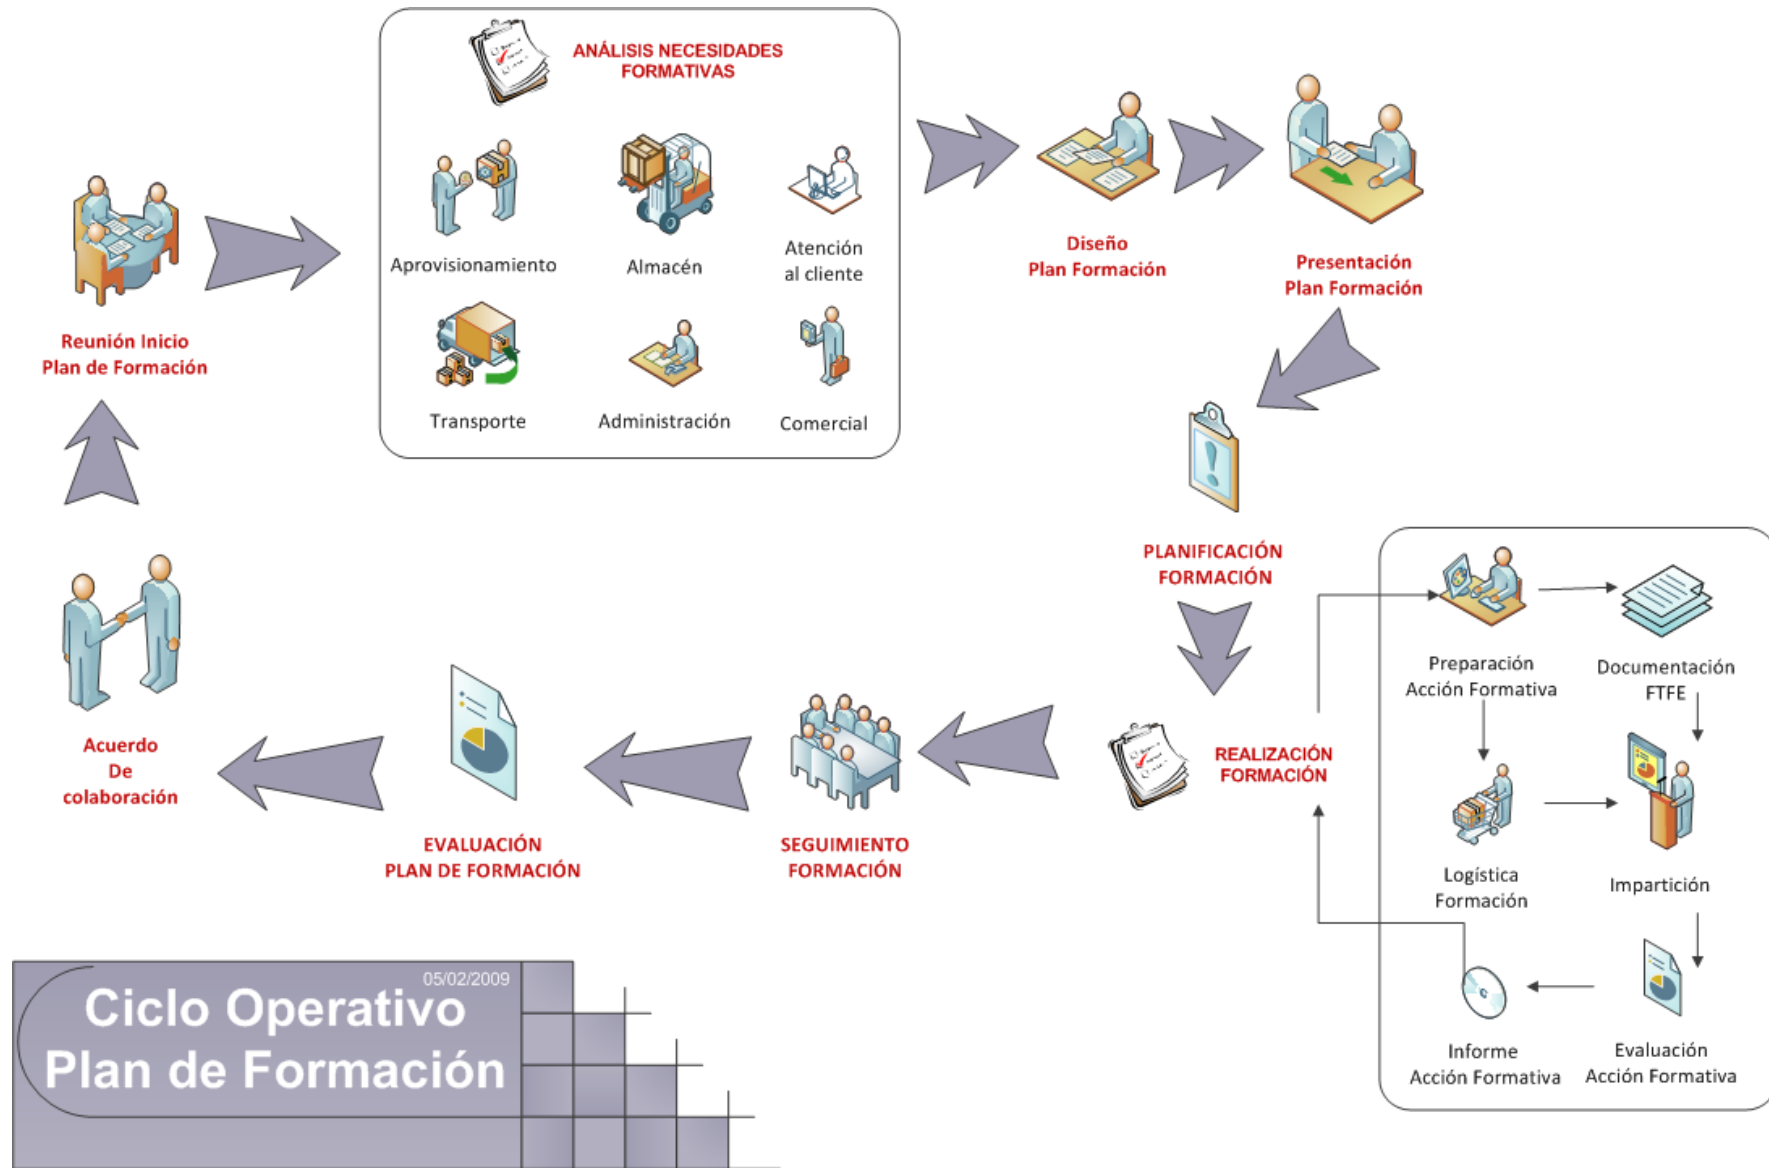 ANÁLISIS NECESIDADES
FORMATIVAS
Aprovisionamiento
Almacén
Atención
al cliente
Transporte
Administración
Comercial
Reunión Inicio
Plan de Formación
Diseño
Plan Formación
Presentación
Plan Formación
PLANIFICACIÓN
FORMACIÓN
REALIZACIÓN
FORMACIÓN
Preparación
Acción Formativa
Documentación
FTFE
Logística
Formación
Impartición
Informe
Acción Formativa
Evaluación
Acción Formativa
SEGUIMIENTO
FORMACIÓN
EVALUACIÓN
PLAN DE FORMACIÓN
Acuerdo
De
colaboración
05/02/2009
Ciclo Operativo
Plan de Formación